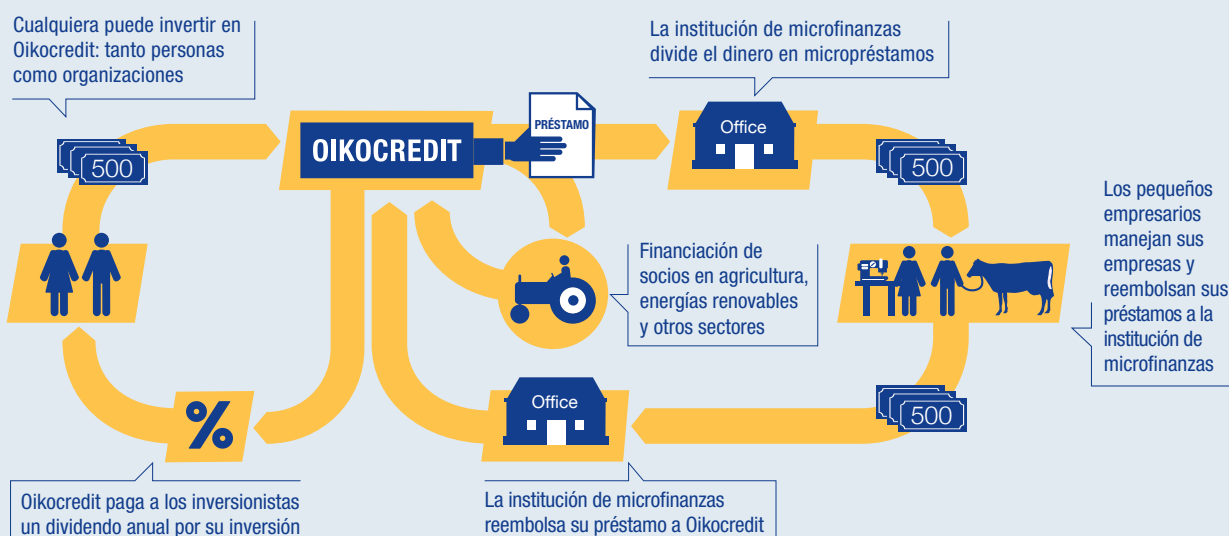 Cualquiera puede invertir en
Oikocredit: tanto personas
como organizaciones
La institución de microfinanzas
divide el dinero en micropréstamos
500
OIKOCREDIT
PRÉSTAMO
Office
500
Los pequeños
empresarios
manejan sus
empresas y
reembolsan sus
préstamos a la
institución de
microfinanzas
Financiación de
socios en agricultura,
energías renovables
y otros sectores
%
Office
500
Oikocredit paga a los inversionistas
un dividendo anual por su inversión
La institución de microfinanzas
reembolsa su préstamo a Oikocredit